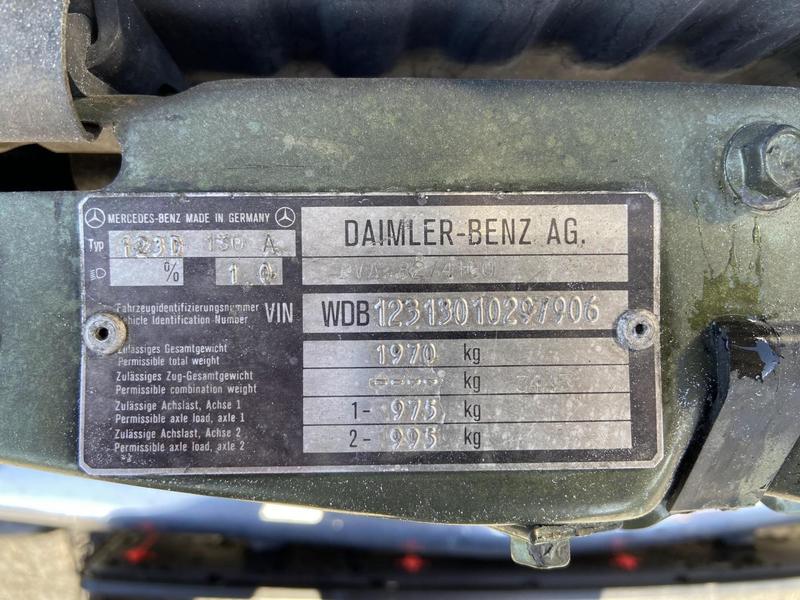 MERCEDES-BENZ MADE IN GERMANY
DAIMLER-BENZ AG.
Typ 123D 130 A
% 1.0
Fahrzeugidentifizierungsnummer
Vehicle Identification Number VIN WDB12313010297906
Zulässiges Gesamtgewicht
Permissible total weight 1970 kg
Zulässiges Zug-Gesamtgewicht
Permissible combination weight kg
Zulässige Achslast, Achse 1
Permissible axle load, axle 1 1- 975 kg
Zulässige Achslast, Achse 2
Permissible axle load, axle 2 2- 995 kg